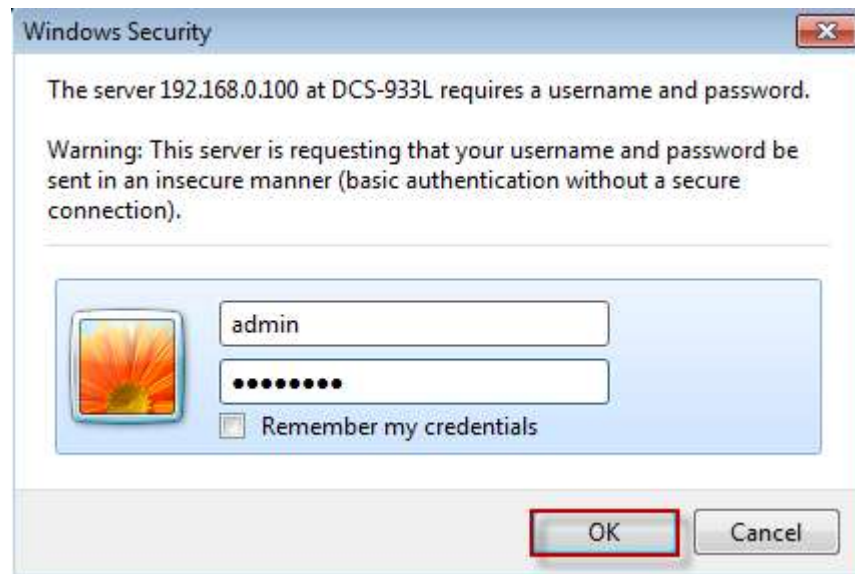 Windows Security
The server 192.168.0.100 at DCS-933L requires a username and password.
Warning: This server is requesting that your username and password be
sent in an insecure manner (basic authentication without a secure
connection).
admin
●●●●●●●●
Remember my credentials
OK
Cancel